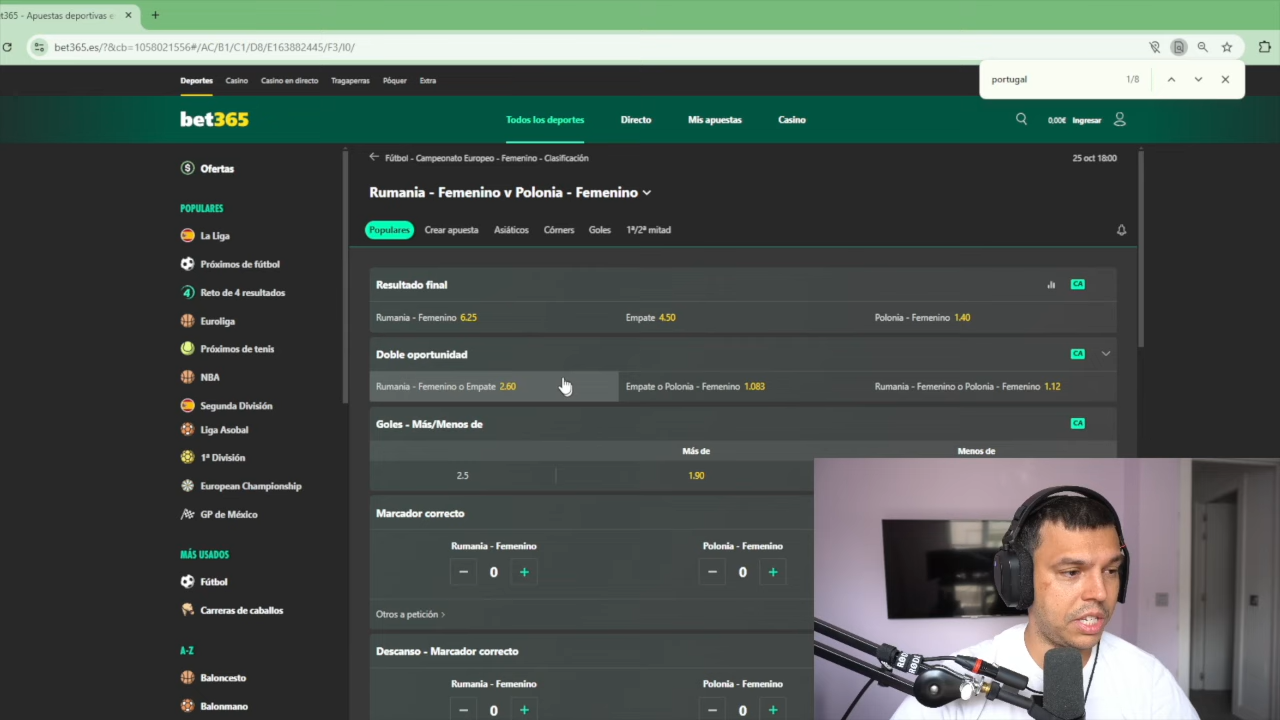 t365 - Apuestas deportivas e
bet365.es/?&cb=1058021556#/AC/B1/C1/D8/E163882445/F3/I0/
portugal 1/8
Deportes Casino Casino en directo Tragaperras Póquer Extra
bet365 Todos los deportes Directo Mis apuestas Casino 0,00€ Ingresar
Ofertas
POPULARES
La Liga
Próximos de fútbol
Reto de 4 resultados
Euroliga
Próximos de tenis
NBA
Segunda División
Liga Asobal
1ª División
European Championship
GP de México
MÁS USADOS
Fútbol
Carreras de caballos
A-Z
Baloncesto
Balonmano
Fútbol - Campeonato Europeo - Femenino - Clasificación 25 oct 18:00
Rumania - Femenino v Polonia - Femenino
Populares Crear apuesta Asiáticos Córners Goles 1ª/2ª mitad
Resultado final CA
Rumania - Femenino 6.25 Empate 4.50 Polonia - Femenino 1.40
Doble oportunidad CA
Rumania - Femenino o Empate 2.60 Empate o Polonia - Femenino 1.083 Rumania - Femenino o Polonia - Femenino 1.12
Goles - Más/Menos de CA
Más de Menos de
2.5 1.90
Marcador correcto
Rumania - Femenino Polonia - Femenino
− 0 + − 0 +
Otros a petición >
Descanso - Marcador correcto
Rumania - Femenino Polonia - Femenino
− 0 + − 0 +
RØDE